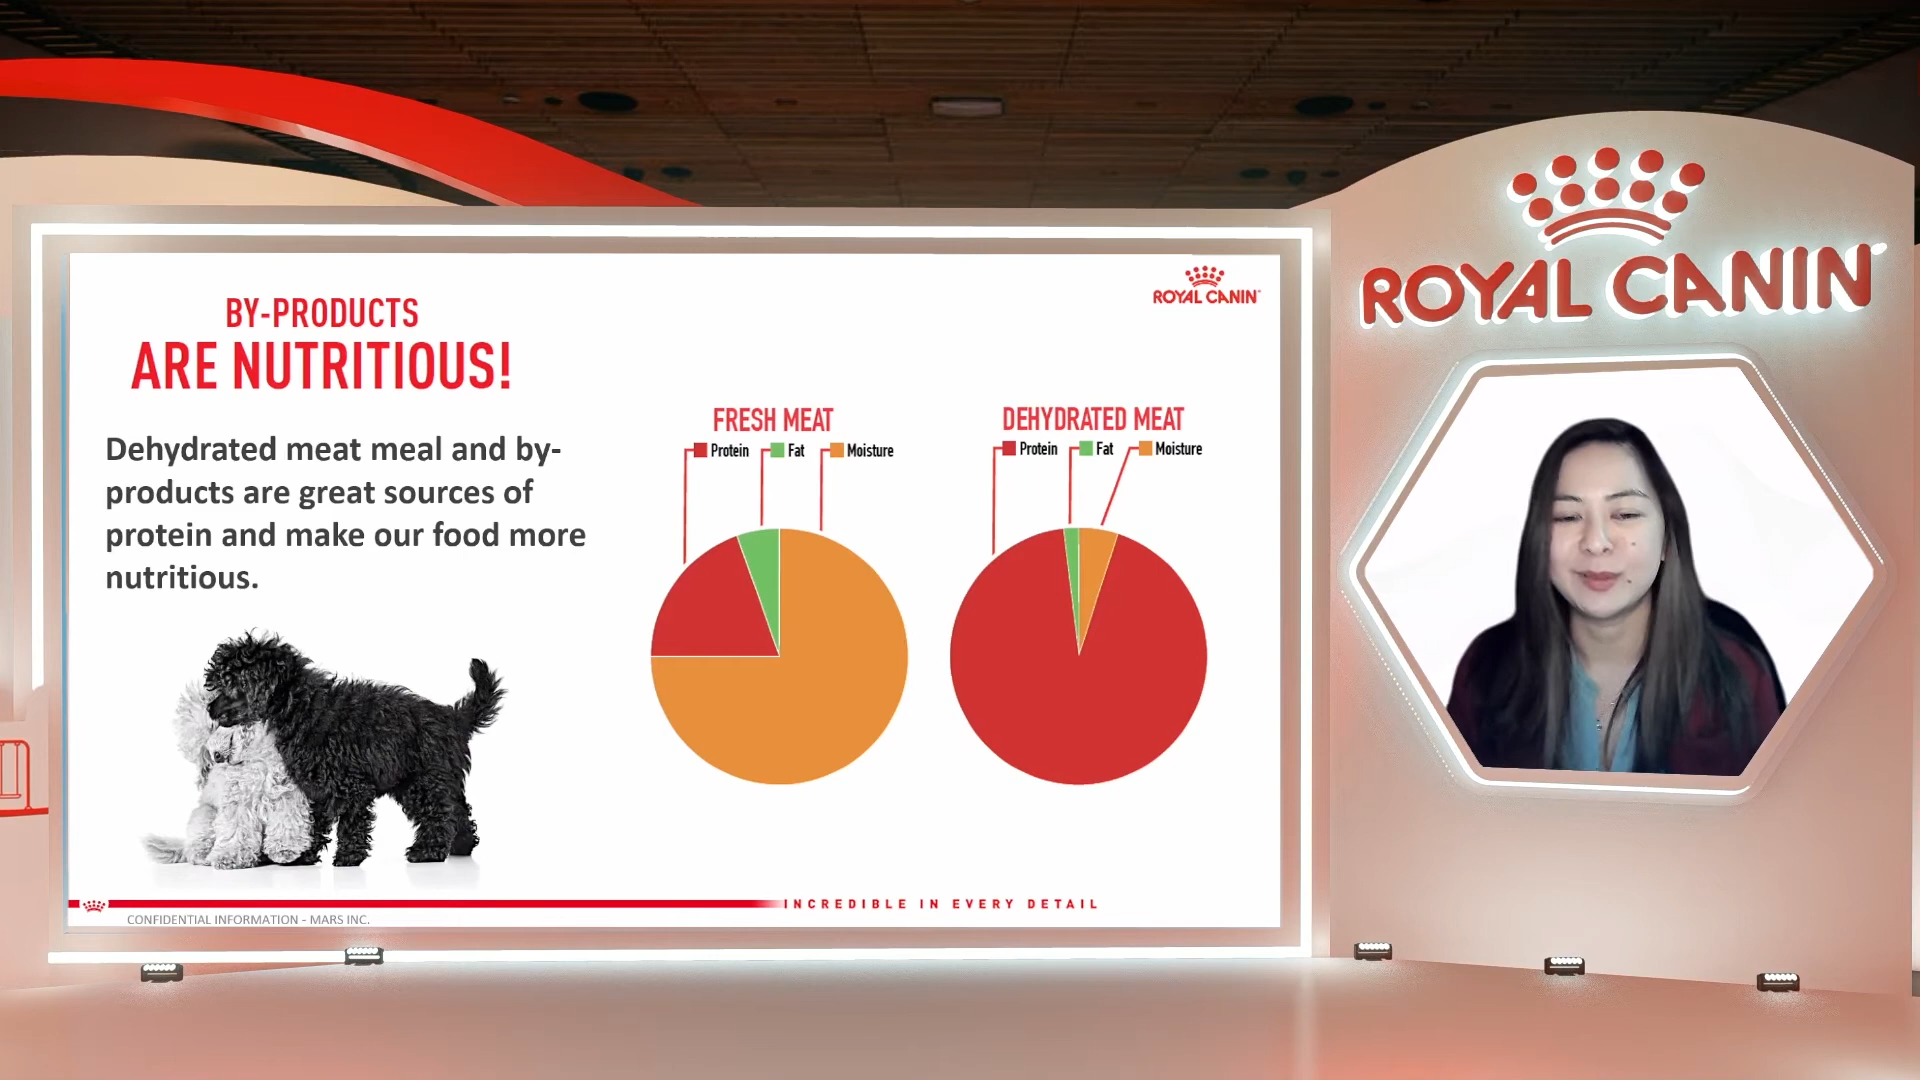 BY-PRODUCTS
ARE NUTRITIOUS!
Dehydrated meat meal and by-
products are great sources of
protein and make our food more
nutritious.
ROYAL CANIN
FRESH MEAT
Protein Fat Moisture
DEHYDRATED MEAT
Protein Fat Moisture
INCREDIBLE IN EVERY DETAIL
CONFIDENTIAL INFORMATION - MARS INC.
ROYAL CANIN